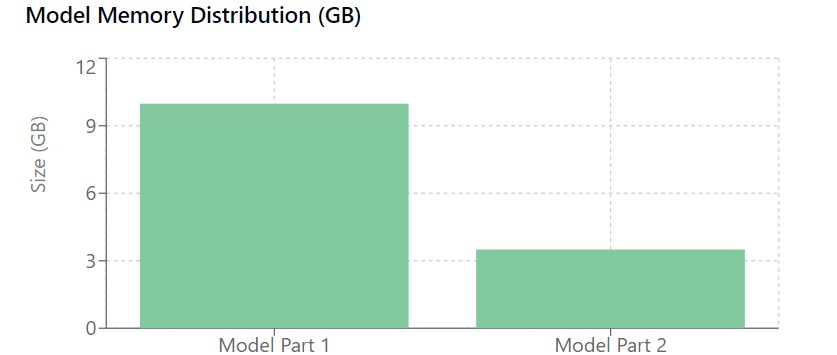 Model Memory Distribution (GB)
12
9
6
3
0
Size (GB)
Model Part 1
Model Part 2